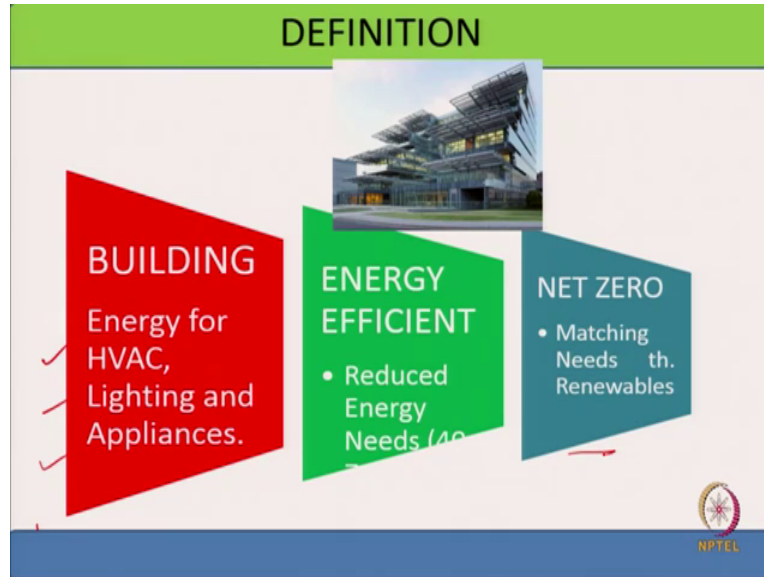 DEFINITION
BUILDING
Energy for
HVAC,
Lighting and
Appliances.
ENERGY
EFFICIENT
• Reduced
Energy
Needs (40
NET ZERO
• Matching
Needs th.
Renewables
NPTEL